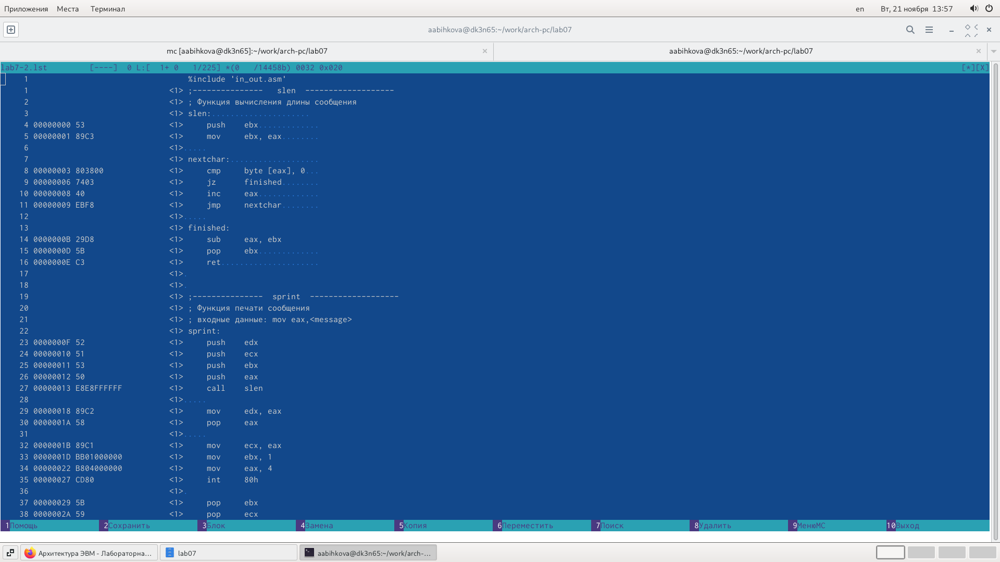 Приложения Места Терминал en Вт, 21 ноября 13:57
aabihkova@dk3n65:~/work/arch-pc/lab07
mc [aabihkova@dk3n65]:~/work/arch-pc/lab07 aabihkova@dk3n65:~/work/arch-pc/lab07
lab7-2.lst [----] 0 L:[ 1+ 0 1/225] *(0 /14458b) 0032 0x020 [*][X]
1 %include 'in_out.asm'
1 <1> ;--------------- slen -------------------
2 <1> ; Функция вычисления длины сообщения
3 <1> slen:.....................
4 00000000 53 <1> push ebx.............
5 00000001 89C3 <1> mov ebx, eax........
6 <1>.....
7 <1> nextchar:...................
8 00000003 803800 <1> cmp byte [eax], 0...
9 00000006 7403 <1> jz finished........
10 00000008 40 <1> inc eax.............
11 00000009 EBF8 <1> jmp nextchar........
12 <1>.....
13 <1> finished:
14 0000000B 29D8 <1> sub eax, ebx
15 0000000D 5B <1> pop ebx.............
16 0000000E C3 <1> ret.....................
17 <1>.
18 <1>.
19 <1> ;--------------- sprint -------------------
20 <1> ; Функция печати сообщения
21 <1> ; входные данные: mov eax,<message>
22 <1> sprint:
23 0000000F 52 <1> push edx
24 00000010 51 <1> push ecx
25 00000011 53 <1> push ebx
26 00000012 50 <1> push eax
27 00000013 E8E8FFFFFF <1> call slen
28 <1>.....
29 00000018 89C2 <1> mov edx, eax
30 0000001A 58 <1> pop eax
31 <1>.....
32 0000001B 89C1 <1> mov ecx, eax
33 0000001D BB01000000 <1> mov ebx, 1
34 00000022 B804000000 <1> mov eax, 4
35 00000027 CD80 <1> int 80h
36 <1>.
37 00000029 5B <1> pop ebx
38 0000002A 59 <1> pop ecx
1Помощь 2Сохранить 3Блок 4Замена 5Копия 6Переместить 7Поиск 8Удалить 9МенюMC 10Выход
Архитектура ЭВМ - Лабораторна... lab07 aabihkova@dk3n65:~/work/arch-...